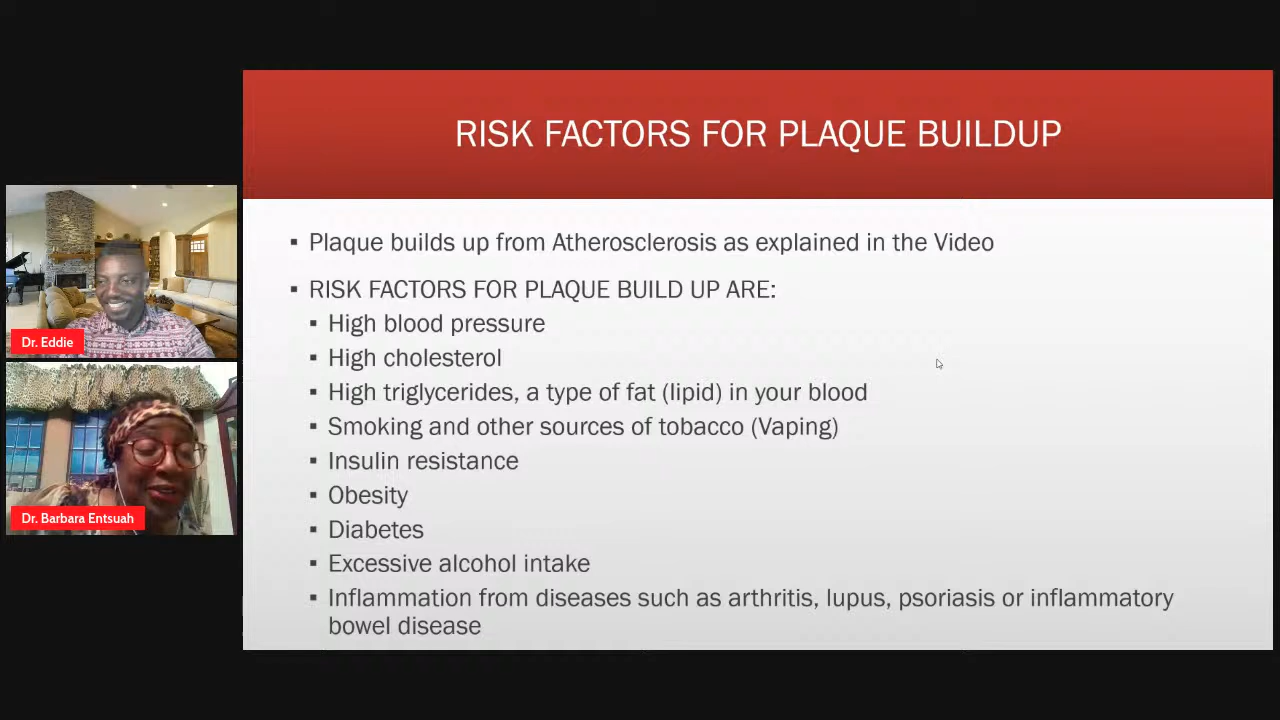 RISK FACTORS FOR PLAQUE BUILDUP
▪ Plaque builds up from Atherosclerosis as explained in the Video
▪ RISK FACTORS FOR PLAQUE BUILD UP ARE:
▪ High blood pressure
▪ High cholesterol
▪ High triglycerides, a type of fat (lipid) in your blood
▪ Smoking and other sources of tobacco (Vaping)
▪ Insulin resistance
▪ Obesity
▪ Diabetes
▪ Excessive alcohol intake
▪ Inflammation from diseases such as arthritis, lupus, psoriasis or inflammatory
bowel disease
Dr. Eddie
Dr. Barbara Entsuah